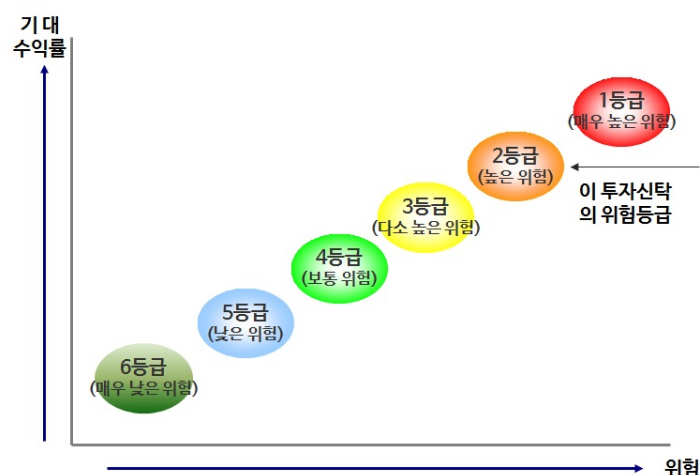 기 대
수익률
1등급
(매우 높은 위험)
2등급
(높은 위험)
이 투자신탁
의 위험등급
3등급
(다소 높은 위험)
4등급
(보통 위험)
5등급
(낮은 위험)
6등급
(매우 낮은 위험)
위험